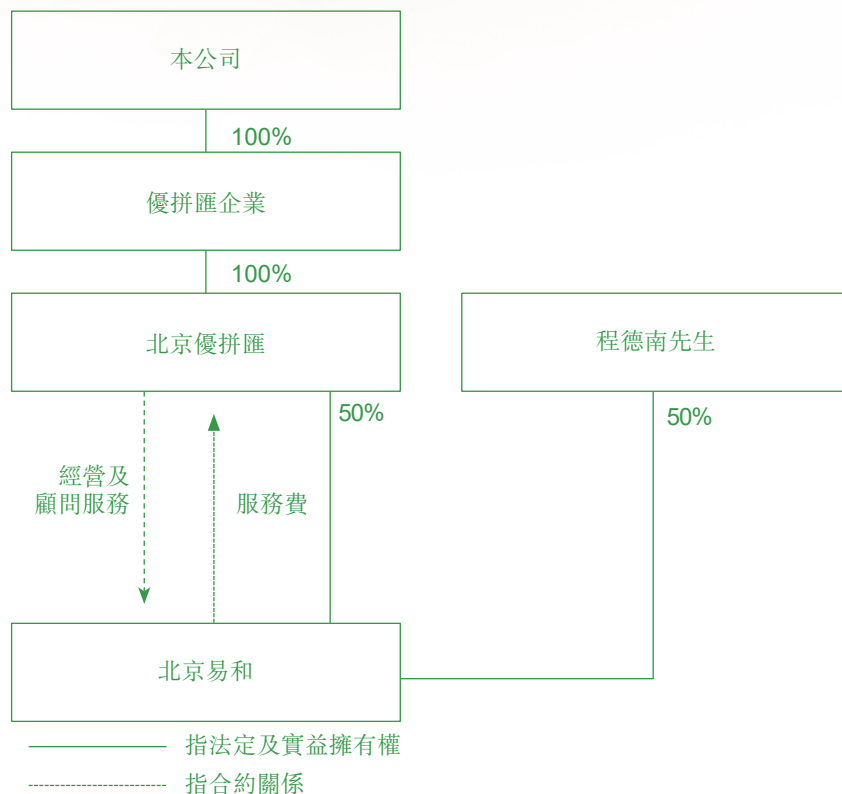 本公司
100%
優拼匯企業
100%
北京優拼匯
程德南先生
50%
50%
經營及
顧問服務
服務費
北京易和
指法定及實益擁有權
指合約關係